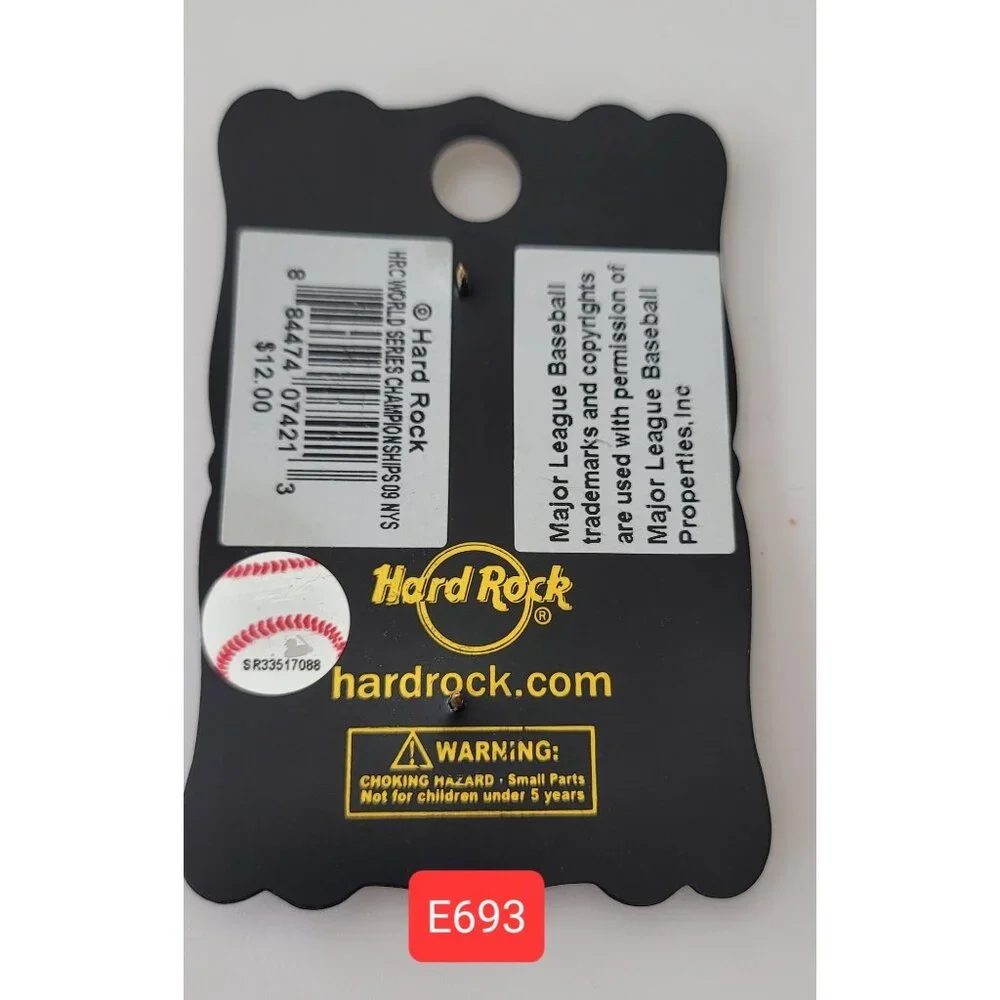 © Hard Rock
HRC WORLD SERIES CHAMPIONSHIPS 09 NYS
8 84474 07421 3
$12.00
Major League Baseball
trademarks and copyrights
are used with permission of
Major League Baseball
Properties,Inc
Hard Rock
®
SR33517088
hardrock.com
WARNING:
CHOKING HAZARD · Small Parts
Not for children under 5 years
E693